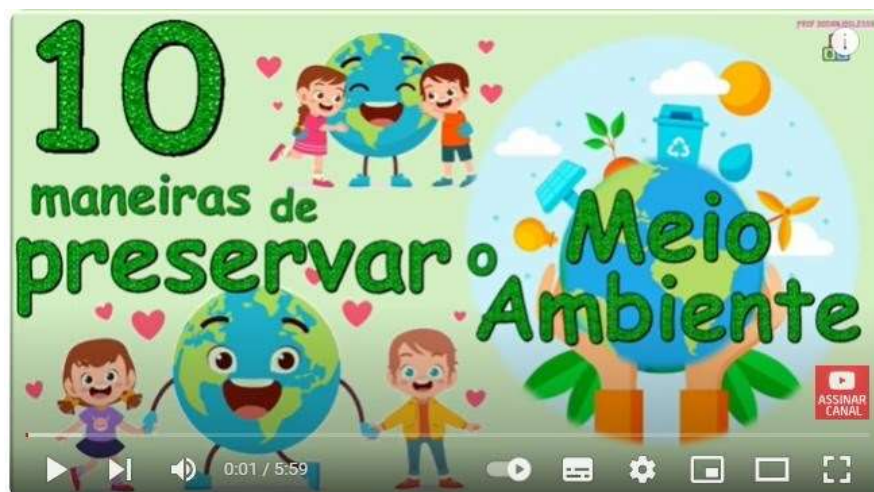 10
maneiras de
preservar o
Meio
Ambiente
ASSINAR
CANAL
0:01 / 5:59